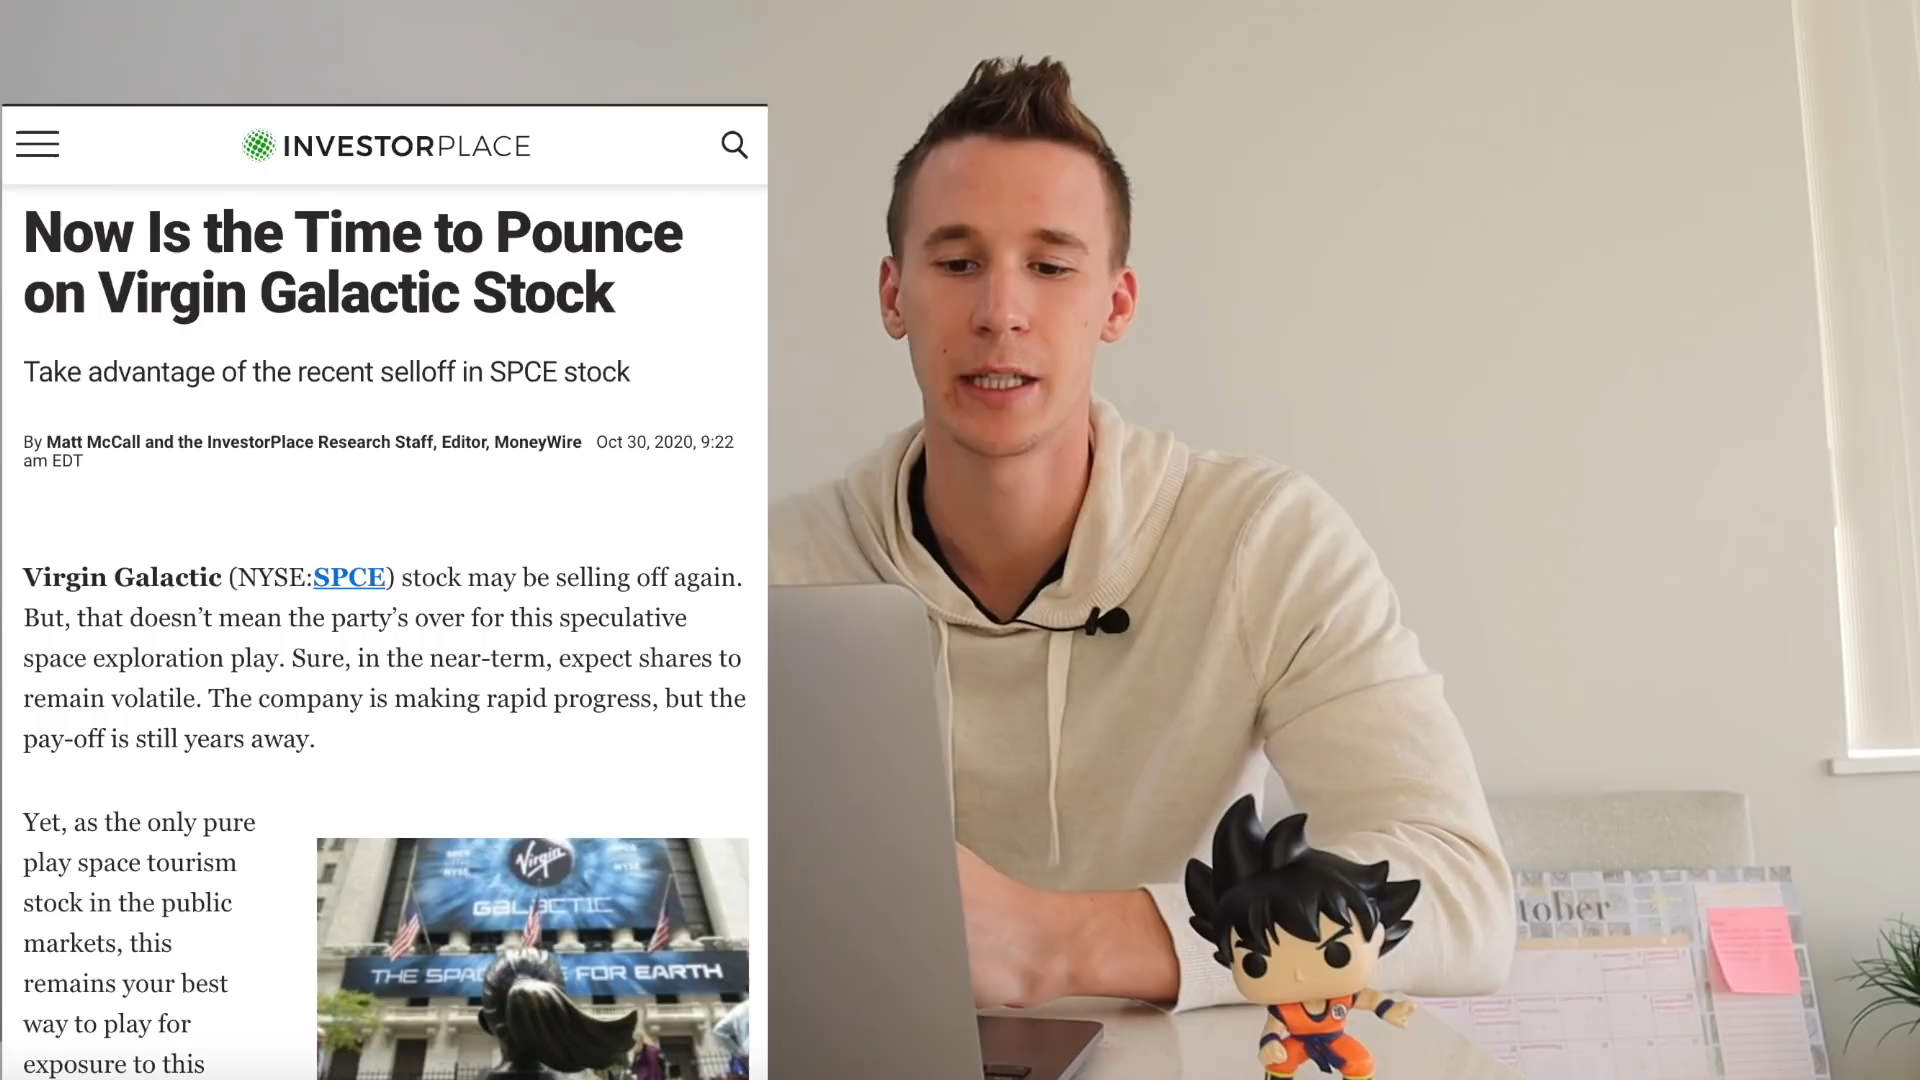 INVESTORPLACE
Now Is the Time to Pounce
on Virgin Galactic Stock
Take advantage of the recent selloff in SPCE stock
By Matt McCall and the InvestorPlace Research Staff, Editor, MoneyWire Oct 30, 2020, 9:22
am EDT
Virgin Galactic (NYSE:SPCE) stock may be selling off again.
But, that doesn’t mean the party’s over for this speculative
space exploration play. Sure, in the near-term, expect shares to
remain volatile. The company is making rapid progress, but the
pay-off is still years away.
Yet, as the only pure
play space tourism
stock in the public
markets, this
remains your best
way to play for
exposure to this
Virgin
GALACTIC
THE SPAC FOR EARTH
tober